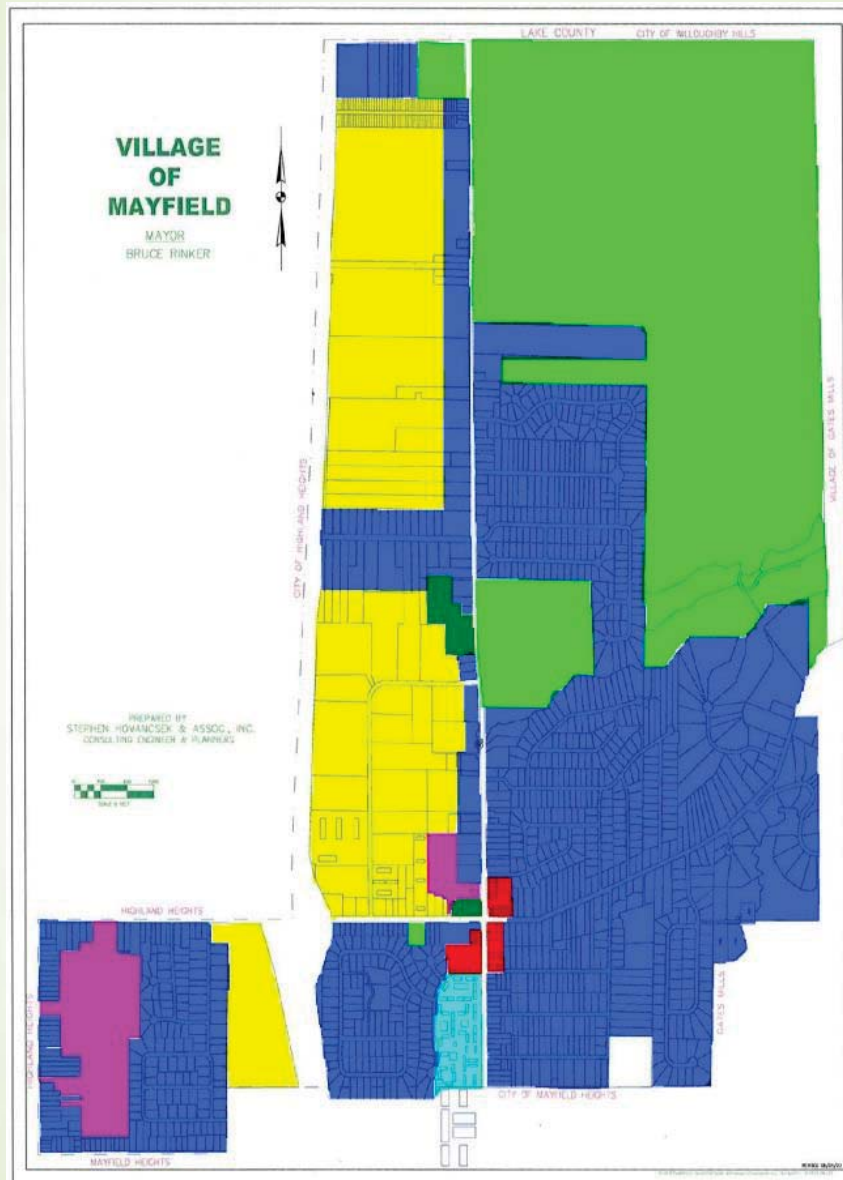 LAKE COUNTY CITY OF WILLOUGHBY HILLS
VILLAGE
OF
MAYFIELD
MAYOR
BRUCE RINKER
CITY OF HIGHLAND HEIGHTS
VILLAGE OF GATES MILLS
PREPARED BY
STEPHEN HOVANCSEK & ASSOC., INC.
CONSULTING ENGINEER & PLANNERS
HIGHLAND HEIGHTS
HIGHLAND HEIGHTS
GATES MILLS
CITY OF MAYFIELD HEIGHTS
MAYFIELD HEIGHTS